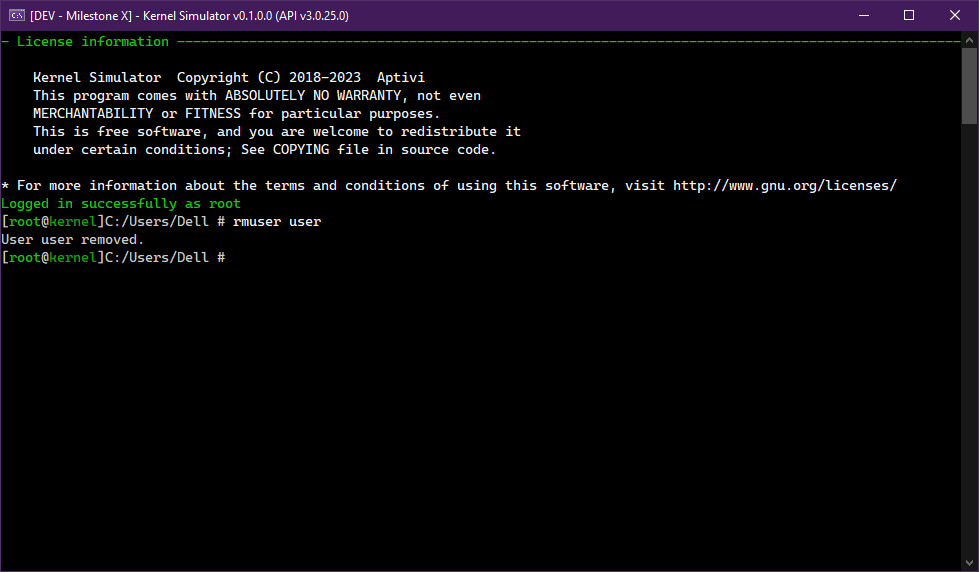 [DEV - Milestone X] - Kernel Simulator v0.1.0.0 (API v3.0.25.0)
- License information
Kernel Simulator  Copyright (C) 2018-2023  Aptivi
This program comes with ABSOLUTELY NO WARRANTY, not even
MERCHANTABILITY or FITNESS for particular purposes.
This is free software, and you are welcome to redistribute it
under certain conditions; See COPYING file in source code.
* For more information about the terms and conditions of using this software, visit http://www.gnu.org/licenses/
Logged in successfully as root
[root@kernel]C:/Users/Dell # rmuser user
User user removed.
[root@kernel]C:/Users/Dell #